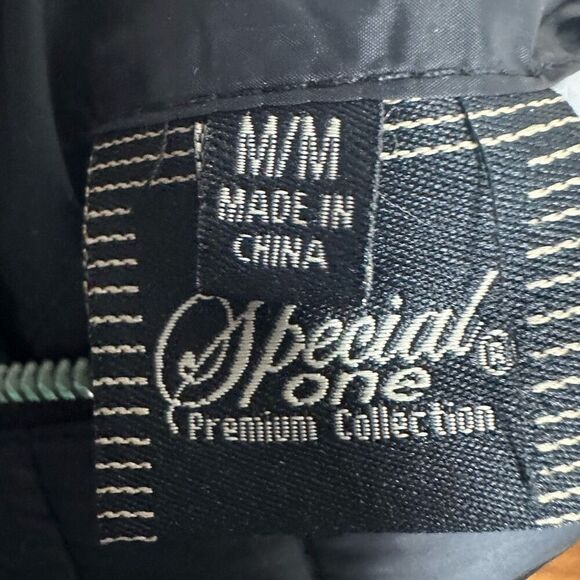 M/M
MADE IN
CHINA
Special®
one
Premium Collection